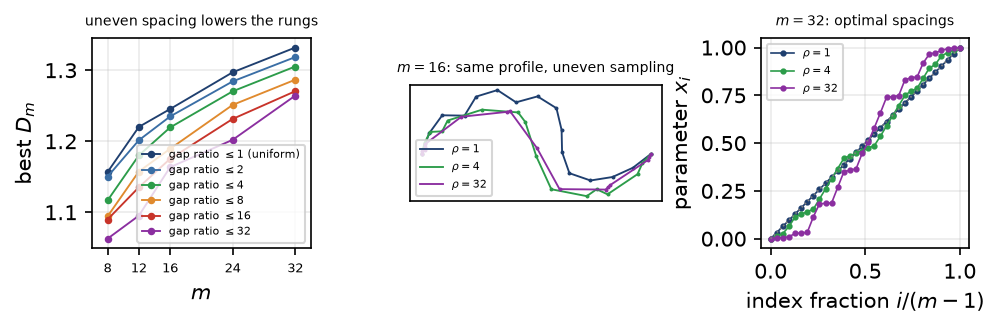 uneven spacing lowers the rungs
best $D_m$
1.3
1.2
1.1
gap ratio ≤1 (uniform)
gap ratio ≤2
gap ratio ≤4
gap ratio ≤8
gap ratio ≤16
gap ratio ≤32
8 12 16 24 32
m
m = 16: same profile, uneven sampling
ρ = 1
ρ = 4
ρ = 32
m = 32: optimal spacings
parameter $x_i$
1.00
0.75
0.50
0.25
0.00
ρ = 1
ρ = 4
ρ = 32
0.0 0.5 1.0
index fraction i/(m − 1)